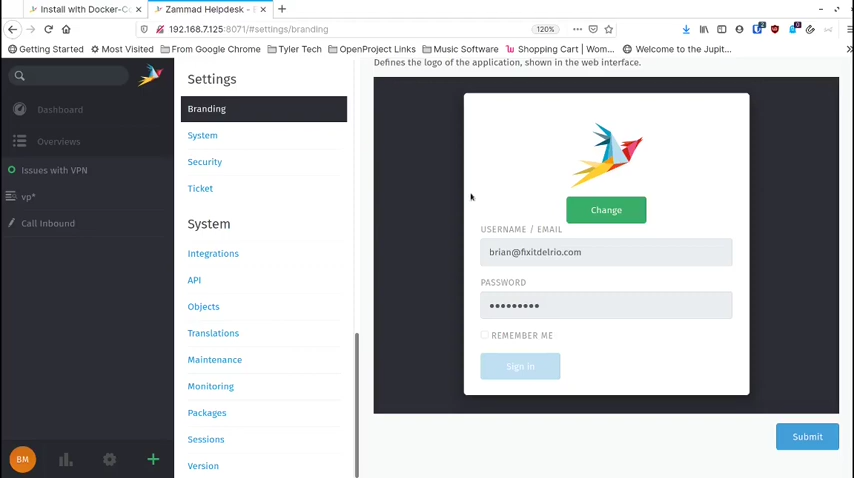 Install with Docker-Co
Zammad Helpdesk - B
192.168.7.125:8071/#settings/branding
120%
Getting Started
Most Visited
From Google Chrome
Tyler Tech
OpenProject Links
Music Software
Shopping Cart | Wom...
Welcome to the Jupit...
Dashboard
Overviews
Issues with VPN
vp*
Call Inbound
BM
Settings
Branding
System
Security
Ticket
System
Integrations
API
Objects
Translations
Maintenance
Monitoring
Packages
Sessions
Version
Defines the logo of the application, shown in the web interface.
Change
USERNAME / EMAIL
brian@fixitdelrio.com
PASSWORD
REMEMBER ME
Sign in
Submit